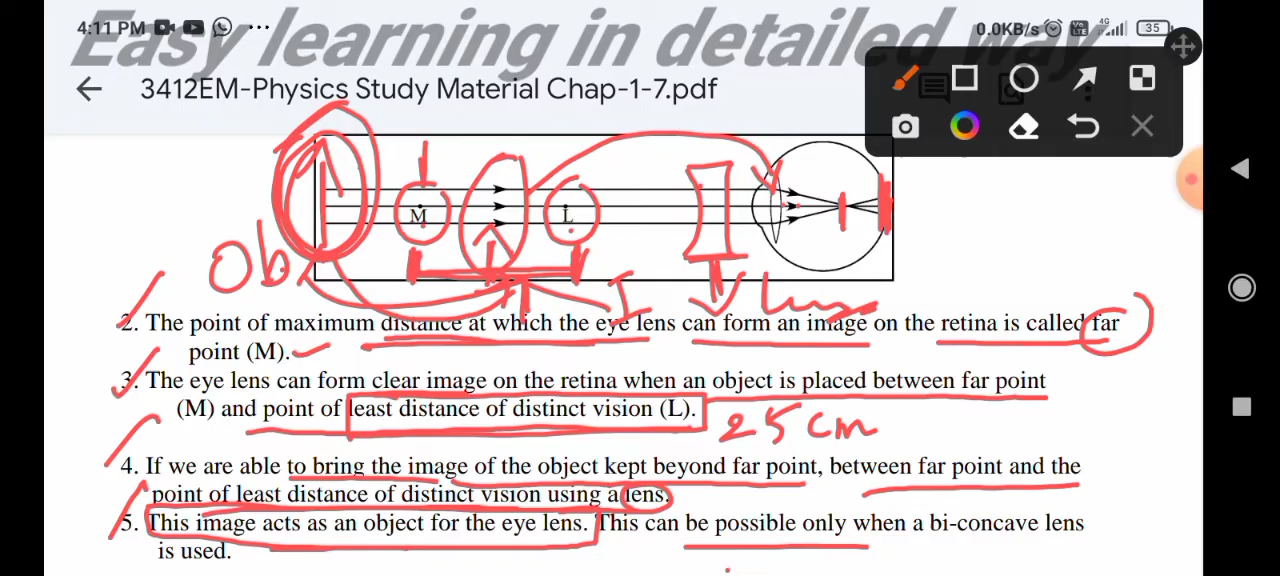 4:11 PM ...
0.0KB/s 4G 35
Easy learning in detailed way
3412EM-Physics Study Material Chap-1-7.pdf
M L
Ob I lens
2. The point of maximum distance at which the eye lens can form an image on the retina is called far
point (M).
3. The eye lens can form clear image on the retina when an object is placed between far point
(M) and point of least distance of distinct vision (L).
25 cm
4. If we are able to bring the image of the object kept beyond far point, between far point and the
point of least distance of distinct vision using a lens.
5. This image acts as an object for the eye lens. This can be possible only when a bi-concave lens
is used.